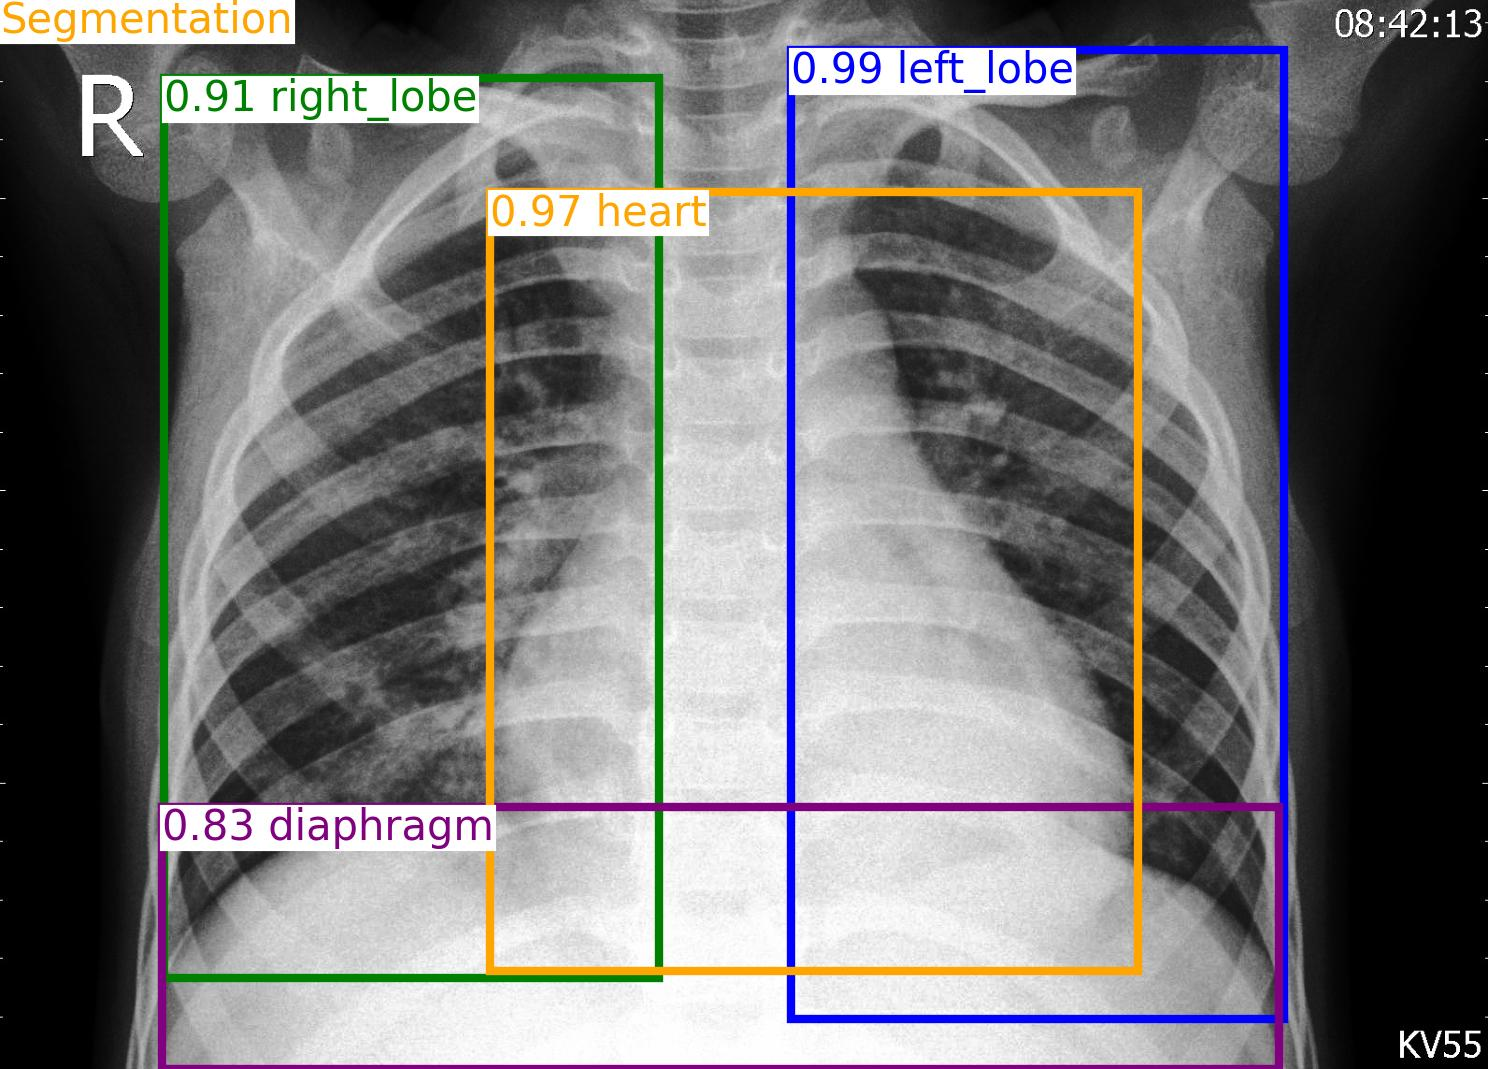 Segmentation
08:42:13
R
0.91 right_lobe
0.99 left_lobe
0.97 heart
0.83 diaphragm
KV55